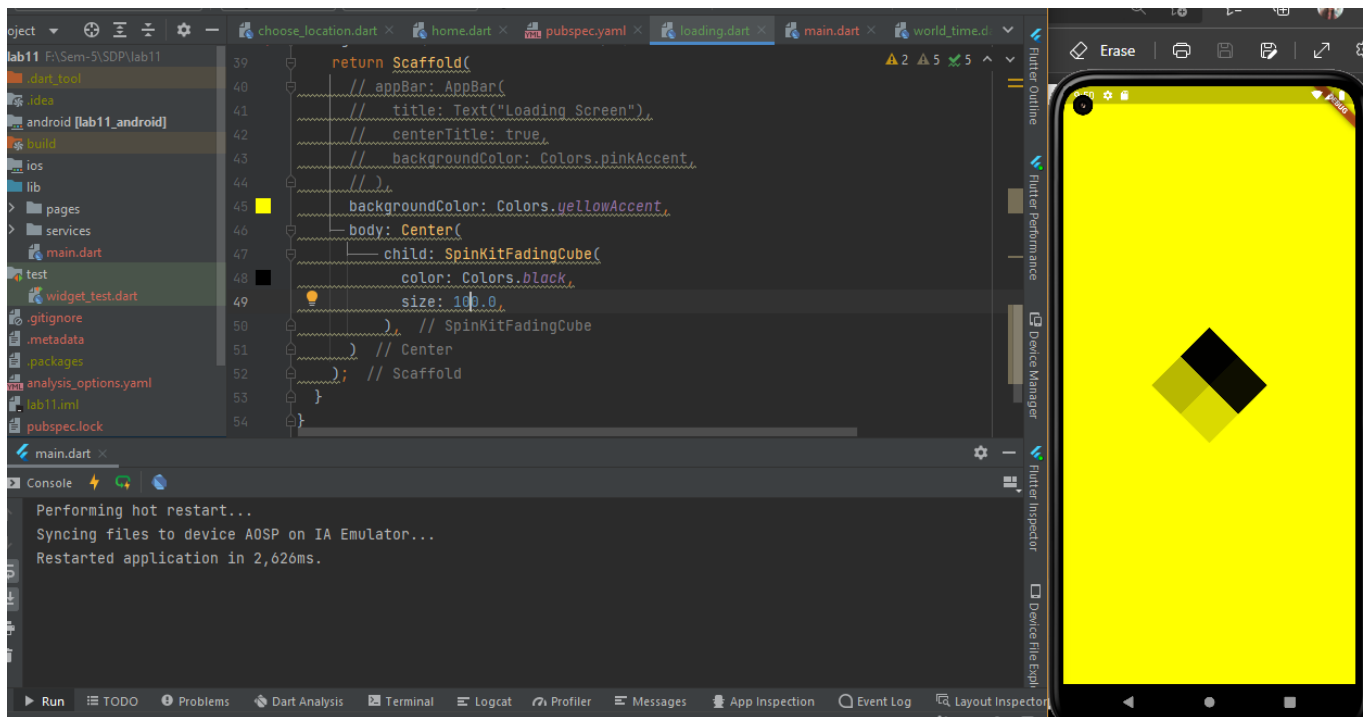 oject
choose_location.dart
home.dart
pubspec.yaml
loading.dart
main.dart
world_time.d
Erase
lab11 F:\Sem-5\SDP\lab11
.dart_tool
.idea
android [lab11_android]
build
ios
lib
pages
services
main.dart
test
widget_test.dart
.gitignore
.metadata
.packages
analysis_options.yaml
lab11.iml
pubspec.lock
2 5 5
39 return Scaffold(
40 // appBar: AppBar(
41 // title: Text("Loading Screen"),
42 // centerTitle: true,
43 // backgroundColor: Colors.pinkAccent,
44 // ),
45 backgroundColor: Colors.yellowAccent,
46 body: Center(
47 child: SpinKitFadingCube(
48 color: Colors.black,
49 size: 100.0,
50 ), // SpinKitFadingCube
51 ) // Center
52 ); // Scaffold
53 }
54 }
Flutter Outline
Flutter Performance
Device Manager
Flutter Inspector
Device File Expl
DEBUG
main.dart
Console
Performing hot restart...
Syncing files to device AOSP on IA Emulator...
Restarted application in 2,626ms.
Run
TODO
Problems
Dart Analysis
Terminal
Logcat
Profiler
Messages
App Inspection
Event Log
Layout Inspector